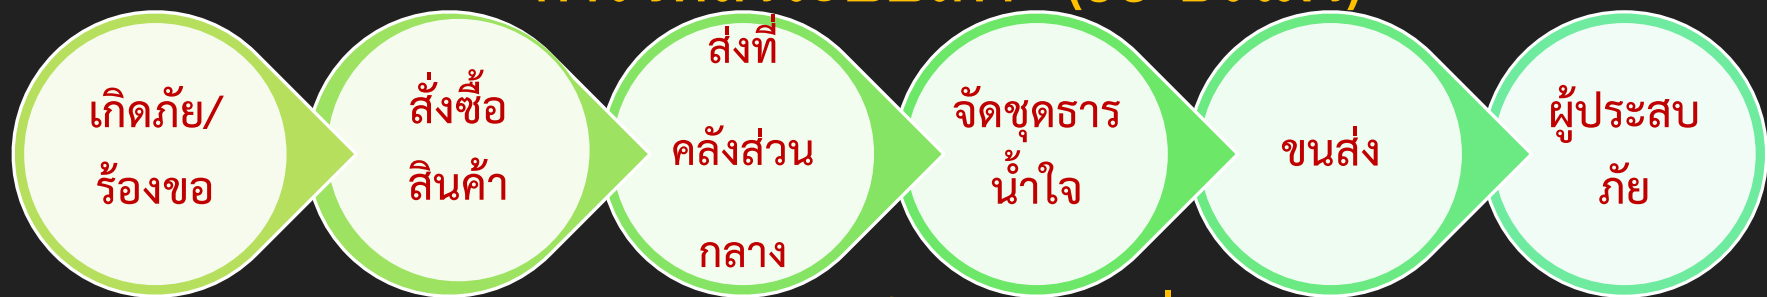 เกิดภัย/
ร้องขอ
สั่งซื้อ
สินค้า
ส่งที่
คลังส่วน
กลาง
จัดชุดธาร
น้ำใจ
ขนส่ง
ผู้ประสบ
ภัย